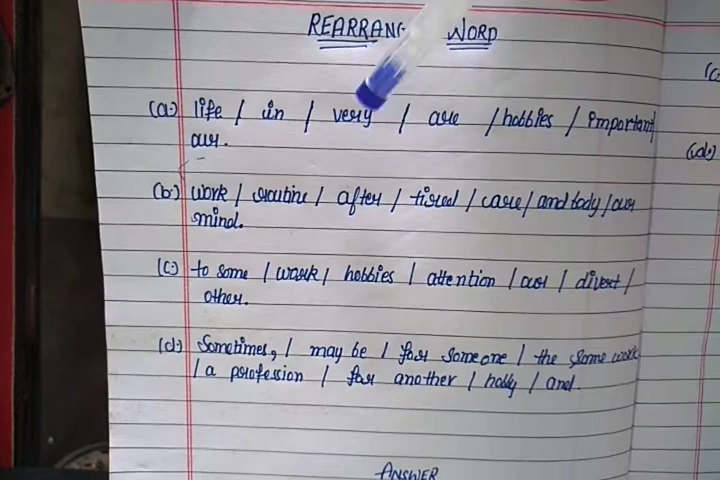 REARRANG WORD
(a) life / in / very / are / hobbies / important /
our.
(b) work / routine / after / tired / care / and body / our
mind.
(c) to some / work / hobbies / attention / our / divert /
other.
(d) Sometimes, / may be / for someone / the same work
/ a profession / for another / hobby / and.
ANSWER
(c
(d)